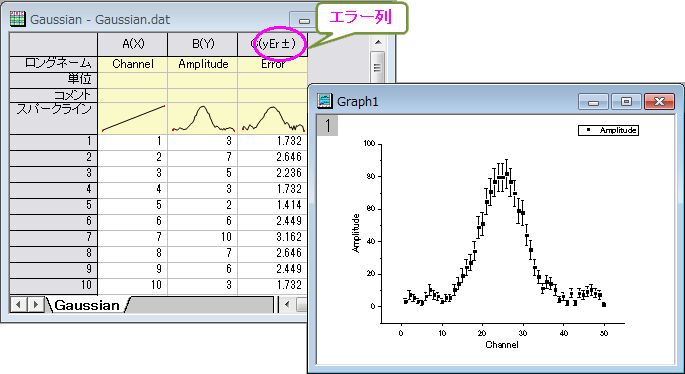 Gaussian - Gaussian.dat
エラー列
A(X) B(Y) C(yEr±)
ロングネーム Channel Amplitude Error
単位
コメント
スパークライン
1 1 3 1.732
2 2 7 2.646
3 3 5 2.236
4 4 3 1.732
5 5 2 1.414
6 6 6 2.449
7 7 10 3.162
8 8 7 2.646
9 9 6 2.449
10 10 3 1.732
Gaussian
Graph1
1
Amplitude
100
80
60
40
20
0
Amplitude
0 10 20 30 40 50
Channel